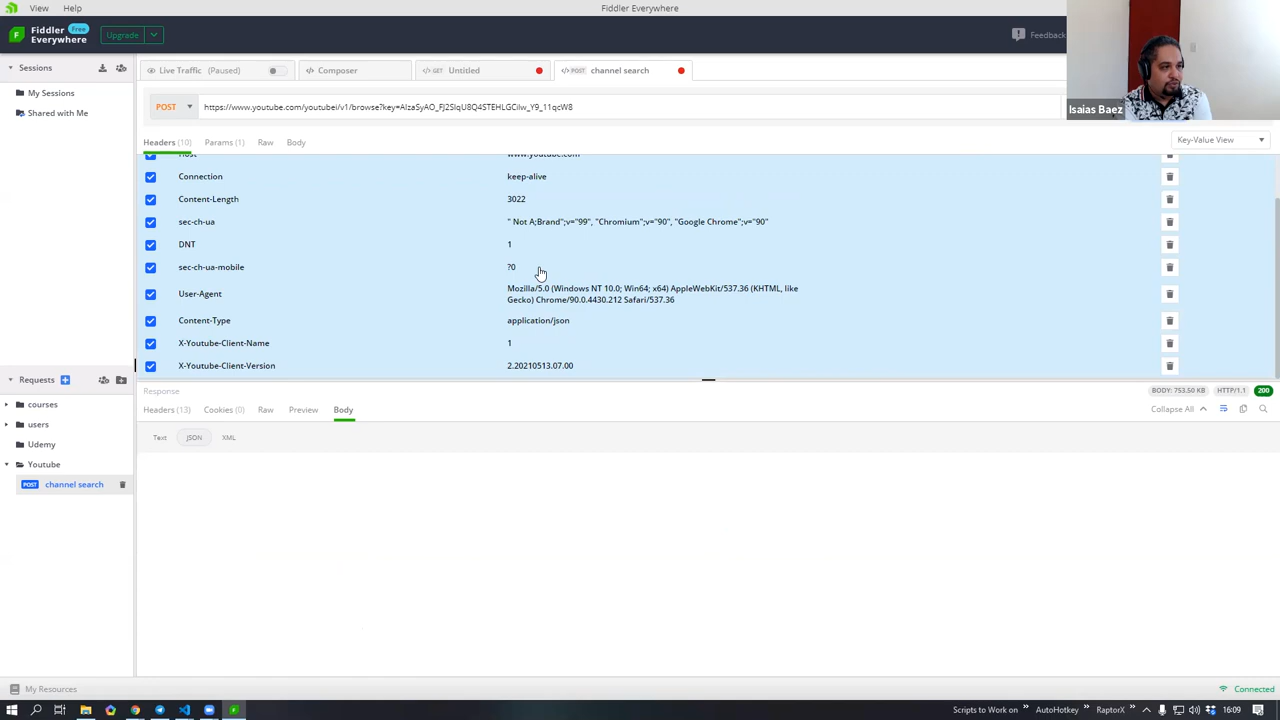 View Help
Fiddler Everywhere
Fiddler
Everywhere
free
Upgrade
Feedback
Isaias Baez
Sessions
My Sessions
Shared with Me
Live Traffic (Paused)
Composer
GET Untitled
POST channel search
POST
Headers (10)
Params (1)
Raw
Body
Key-Value View
Host www.youtube.com
Connection keep-alive
Content-Length 3022
sec-ch-ua " Not A;Brand";v="99", "Chromium";v="90", "Google Chrome";v="90"
DNT 1
sec-ch-ua-mobile ?0
User-Agent Mozilla/5.0 (Windows NT 10.0; Win64; x64) AppleWebKit/537.36 (KHTML, like
Gecko) Chrome/90.0.4430.212 Safari/537.36
Content-Type application/json
X-Youtube-Client-Name 1
X-Youtube-Client-Version 2.20210513.07.00
Requests
courses
users
Udemy
Youtube
POST channel search
Response
BODY: 753.50 KB HTTP/1.1 200
Headers (13) Cookies (0) Raw Preview Body
Collapse All
Text JSON XML
My Resources
Connected
Scripts to Work on » AutoHotkey » RaptorX » 16:09